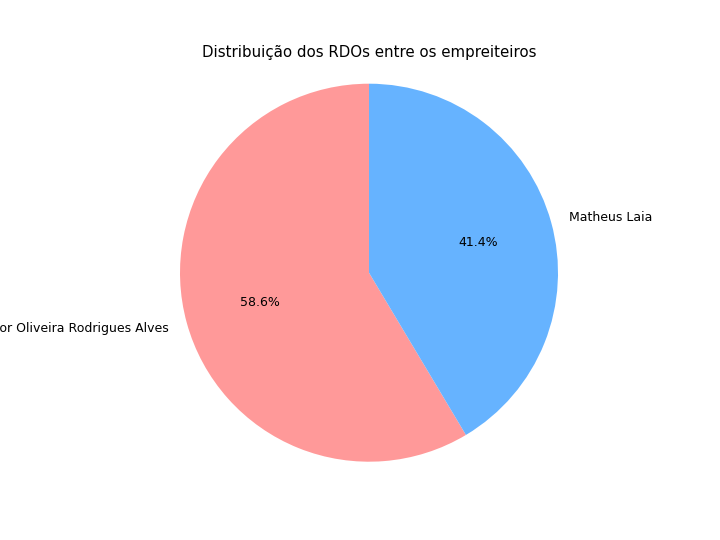 Distribuição dos RDOs entre os empreiteiros
Matheus Laia
41.4%
58.6%
or Oliveira Rodrigues Alves